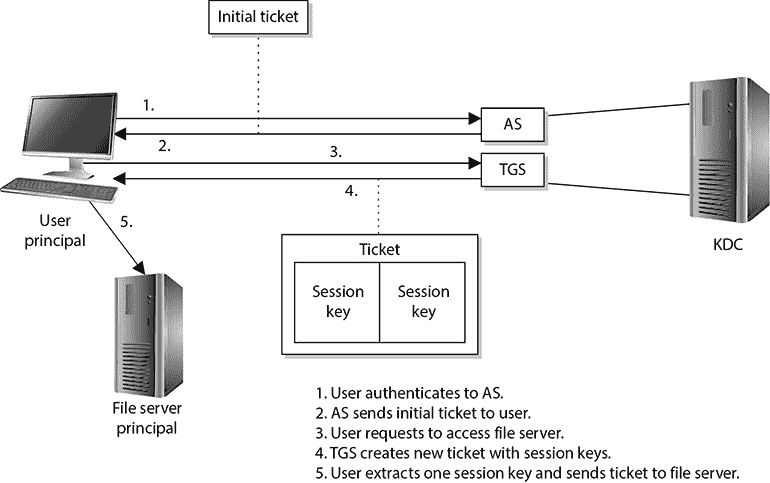 Initial ticket
1.
AS
2.
3.
TGS
4.
User
principal
5.
KDC
Ticket
Session
key
Session
key
File server
principal
1. User authenticates to AS.
2. AS sends initial ticket to user.
3. User requests to access file server.
4. TGS creates new ticket with session keys.
5. User extracts one session key and sends ticket to file server.